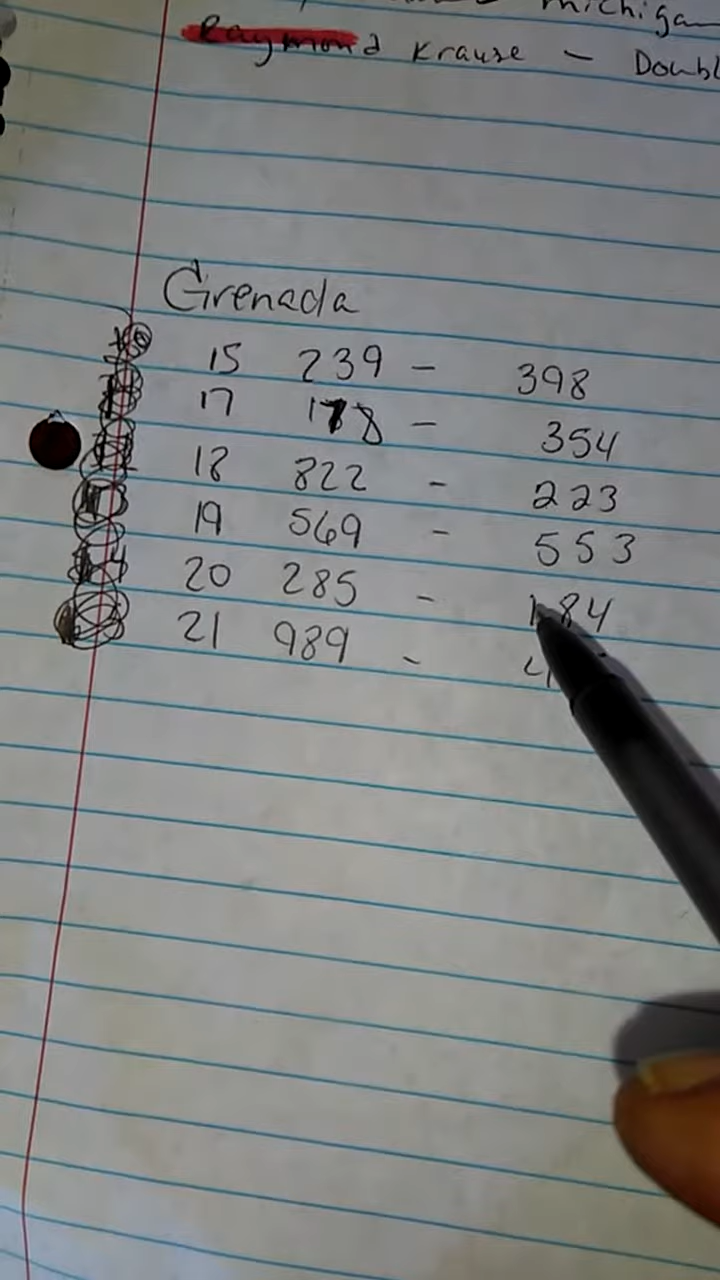 Michigan
Raymond Krause - Doubl
Grenada
15 239 - 398
17 178 - 354
18 822 - 223
19 569 - 553
20 285 - 184
21 989 - 4